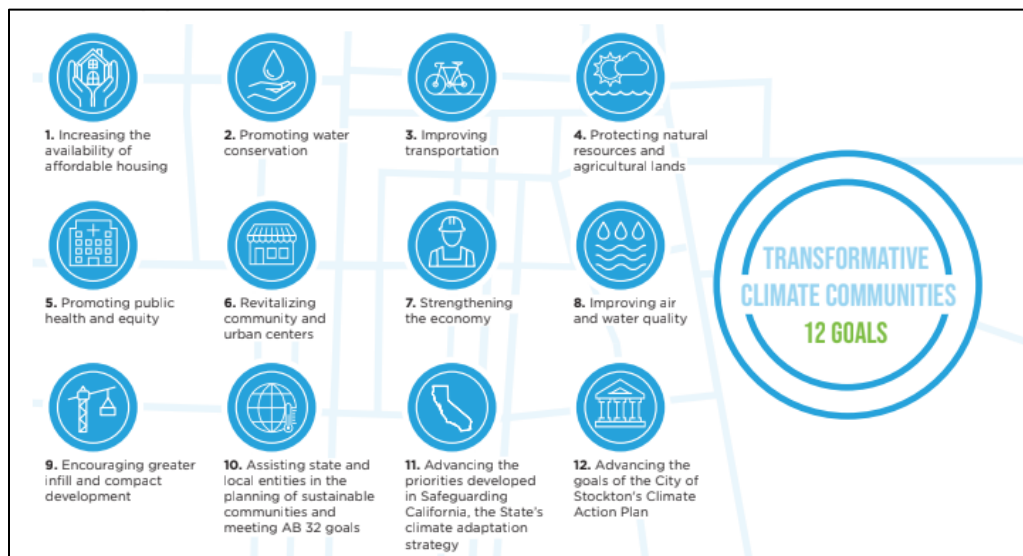 1. Increasing the
availability of
affordable housing
2. Promoting water
conservation
3. Improving
transportation
4. Protecting natural
resources and
agricultural lands
TRANSFORMATIVE
CLIMATE COMMUNITIES
12 GOALS
5. Promoting public
health and equity
6. Revitalizing
community and
urban centers
7. Strengthening
the economy
8. Improving air
and water quality
9. Encouraging greater
infill and compact
development
10. Assisting state and
local entities in the
planning of sustainable
communities and
meeting AB 32 goals
11. Advancing the
priorities developed
in Safeguarding
California, the State's
climate adaptation
strategy
12. Advancing the
goals of the City of
Stockton's Climate
Action Plan